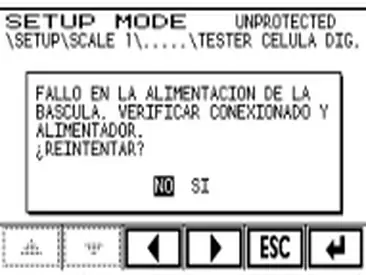 SETUP MODE UNPROTECTED
\SETUP\SCALE 1\.....\TESTER CELULA DIG.
FALLO EN LA ALIMENTACION DE LA
BASCULA. VERIFICAR CONEXIONADO Y
ALIMENTADOR.
¿REINTENTAR?
NO SI
ESC